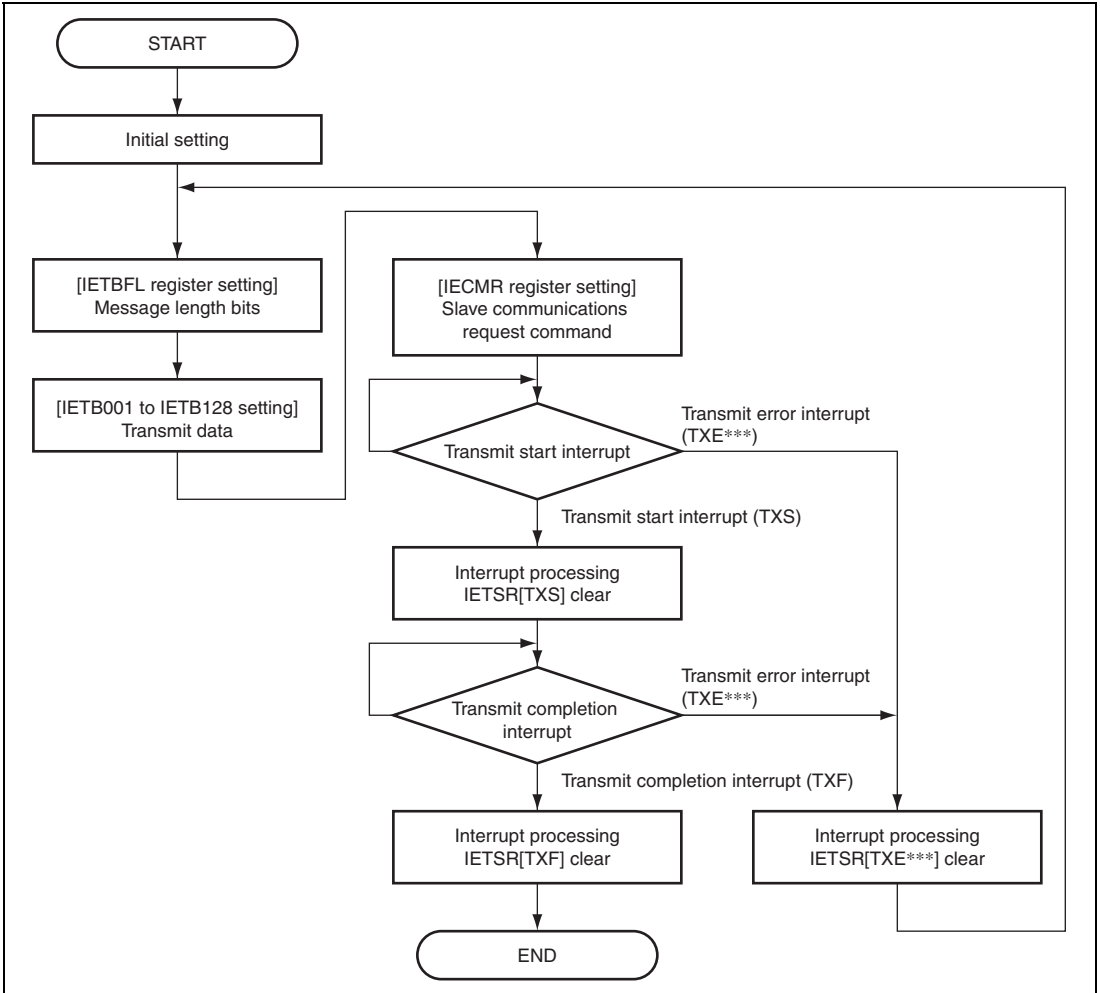 START
Initial setting
[IETBFL register setting]
Message length bits
[IETB001 to IETB128 setting]
Transmit data
[IECMR register setting]
Slave communications
request command
Transmit start interrupt
Transmit error interrupt
(TXE***)
Transmit start interrupt (TXS)
Interrupt processing
IETSR[TXS] clear
Transmit completion
interrupt
Transmit error interrupt
(TXE***)
Transmit completion interrupt (TXF)
Interrupt processing
IETSR[TXF] clear
Interrupt processing
IETSR[TXE***] clear
END